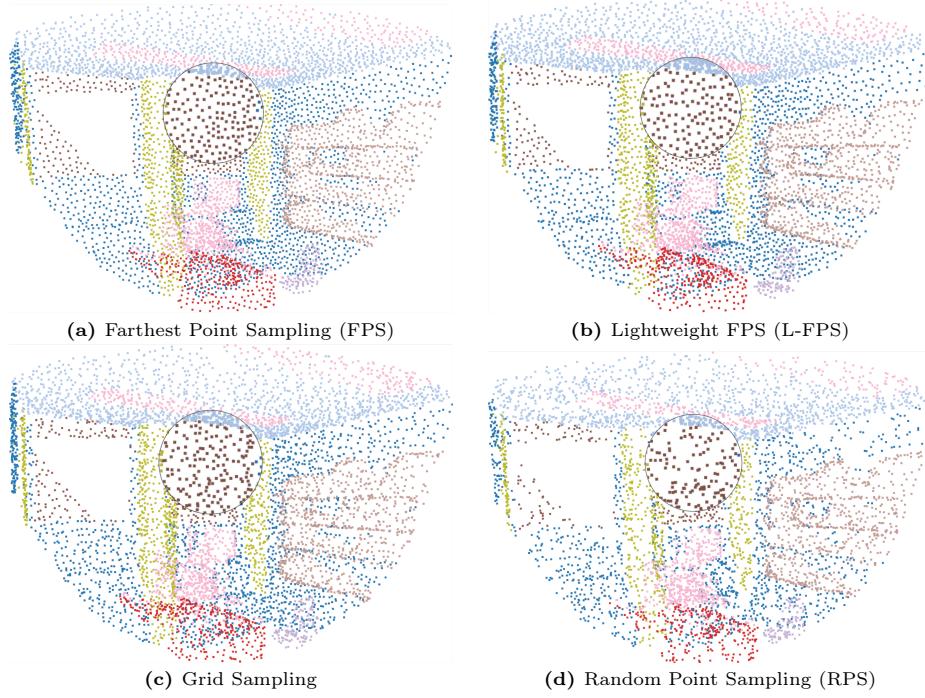 (a) Farthest Point Sampling (FPS)
(b) Lightweight FPS (L-FPS)
(c) Grid Sampling
(d) Random Point Sampling (RPS)